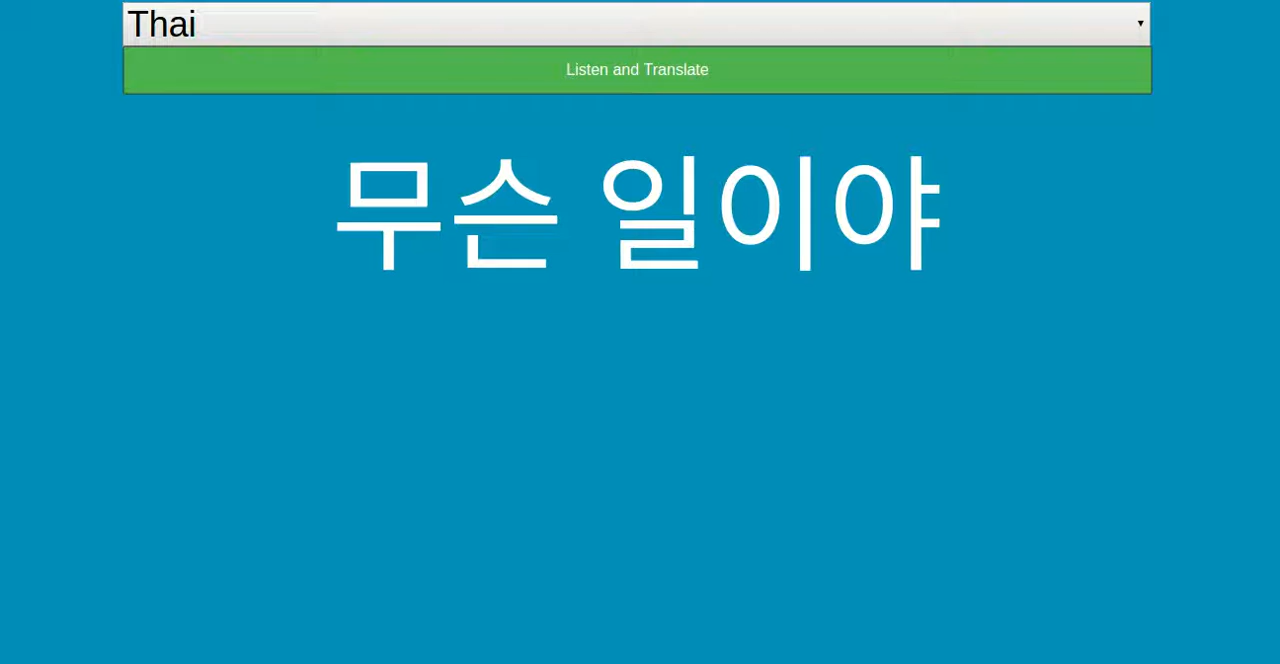 Thai
Listen and Translate
무슨 일이야